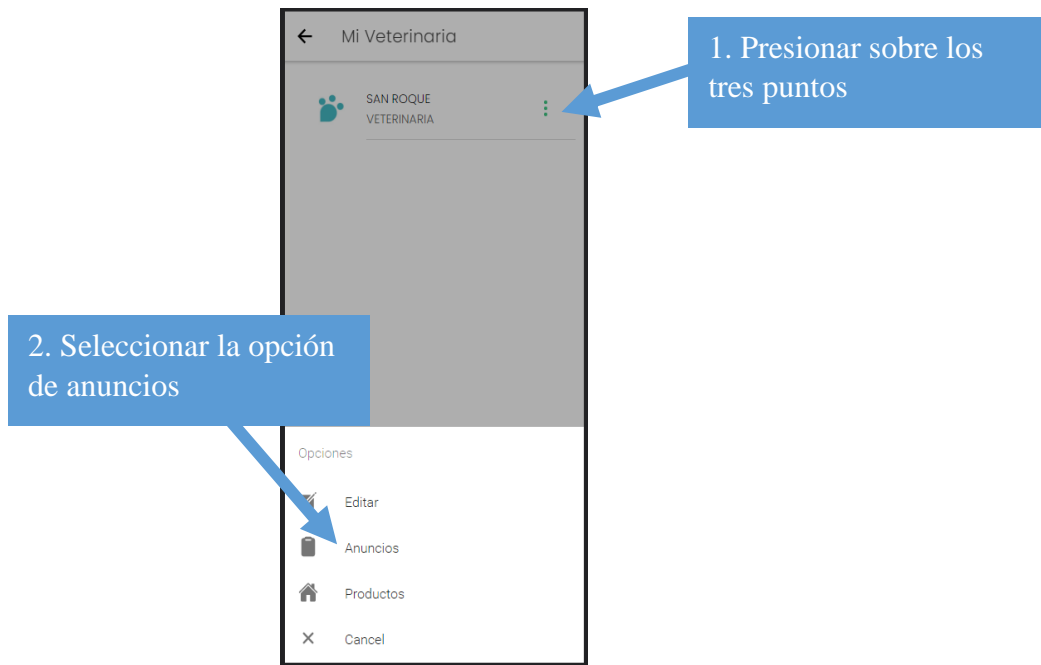 Mi Veterinaria
1. Presionar sobre los
tres puntos
SAN ROQUE
VETERINARIA
2. Seleccionar la opción
de anuncios
Opciones
Editar
Anuncios
Productos
Cancel